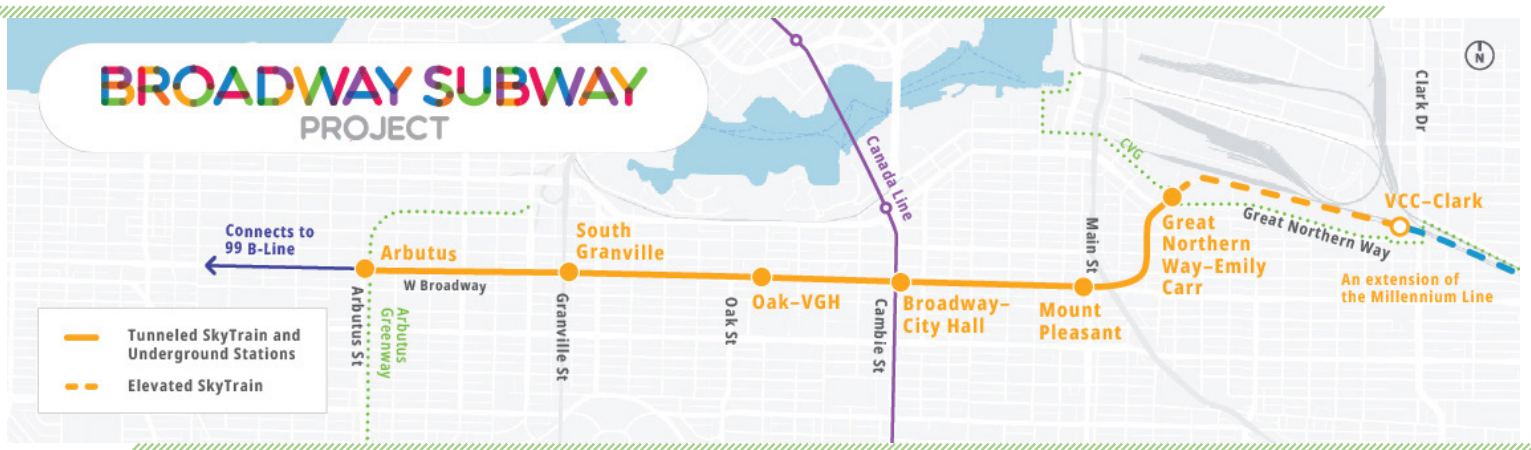 BROADWAY SUBWAY
PROJECT
N
Clark Dr
Canada Line
CVG
VCC–Clark
Great Northern Way
Main St
Great
Northern
Way–Emily
Carr
An extension of
the Millennium Line
Connects to
99 B-Line
Arbutus
South
Granville
W Broadway
Oak–VGH
Broadway–
City Hall
Mount
Pleasant
Arbutus St
Arbutus
Greenway
Granville St
Oak St
Cambie St
Tunneled SkyTrain and
Underground Stations
Elevated SkyTrain